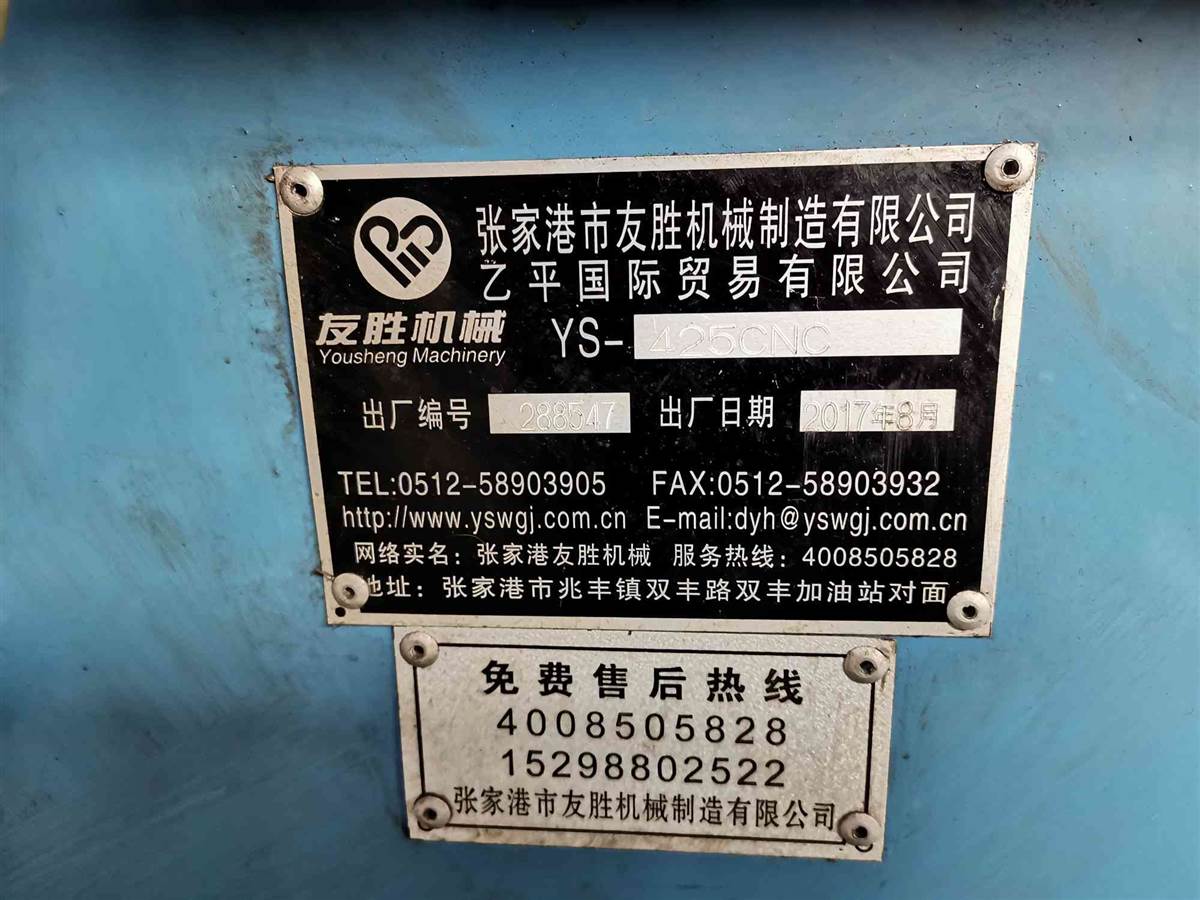 张家港市友胜机械制造有限公司
乙平国际贸易有限公司
友胜机械
Yousheng Machinery
YS-425CNC
出厂编号 288547 出厂日期 2017年8月
TEL:0512-58903905 FAX:0512-58903932
http://www.yswgj.com.cn E-mail:dyh@yswgj.com.cn
网络实名：张家港友胜机械 服务热线：4008505828
地址：张家港市兆丰镇双丰路双丰加油站对面
免费售后热线
4008505828
15298802522
张家港市友胜机械制造有限公司